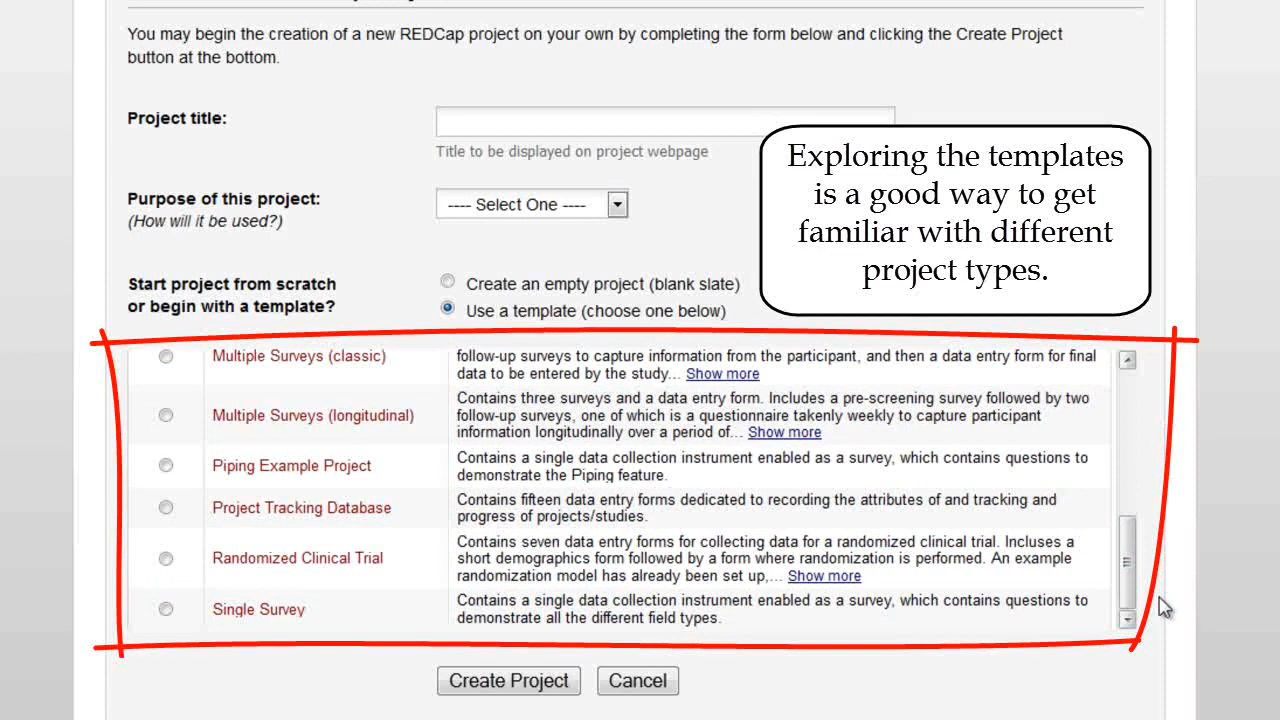 You may begin the creation of a new REDCap project on your own by completing the form below and clicking the Create Project
button at the bottom.
Project title:
Title to be displayed on project webpage
Purpose of this project:
(How will it be used?)
---- Select One ----
Exploring the templates
is a good way to get
familiar with different
project types.
Start project from scratch
or begin with a template?
Create an empty project (blank slate)
Use a template (choose one below)
Multiple Surveys (classic)
follow-up surveys to capture information from the participant, and then a data entry form for final
data to be entered by the study... Show more
Multiple Surveys (longitudinal)
Contains three surveys and a data entry form. Includes a pre-screening survey followed by two
follow-up surveys, one of which is a questionnaire takenly weekly to capture participant
information longitudinally over a period of... Show more
Piping Example Project
Contains a single data collection instrument enabled as a survey, which contains questions to
demonstrate the Piping feature.
Project Tracking Database
Contains fifteen data entry forms dedicated to recording the attributes of and tracking and
progress of projects/studies.
Randomized Clinical Trial
Contains seven data entry forms for collecting data for a randomized clinical trial. Includes a
short demographics form followed by a form where randomization is performed. An example
randomization model has already been set up,... Show more
Single Survey
Contains a single data collection instrument enabled as a survey, which contains questions to
demonstrate all the different field types.
Create Project
Cancel